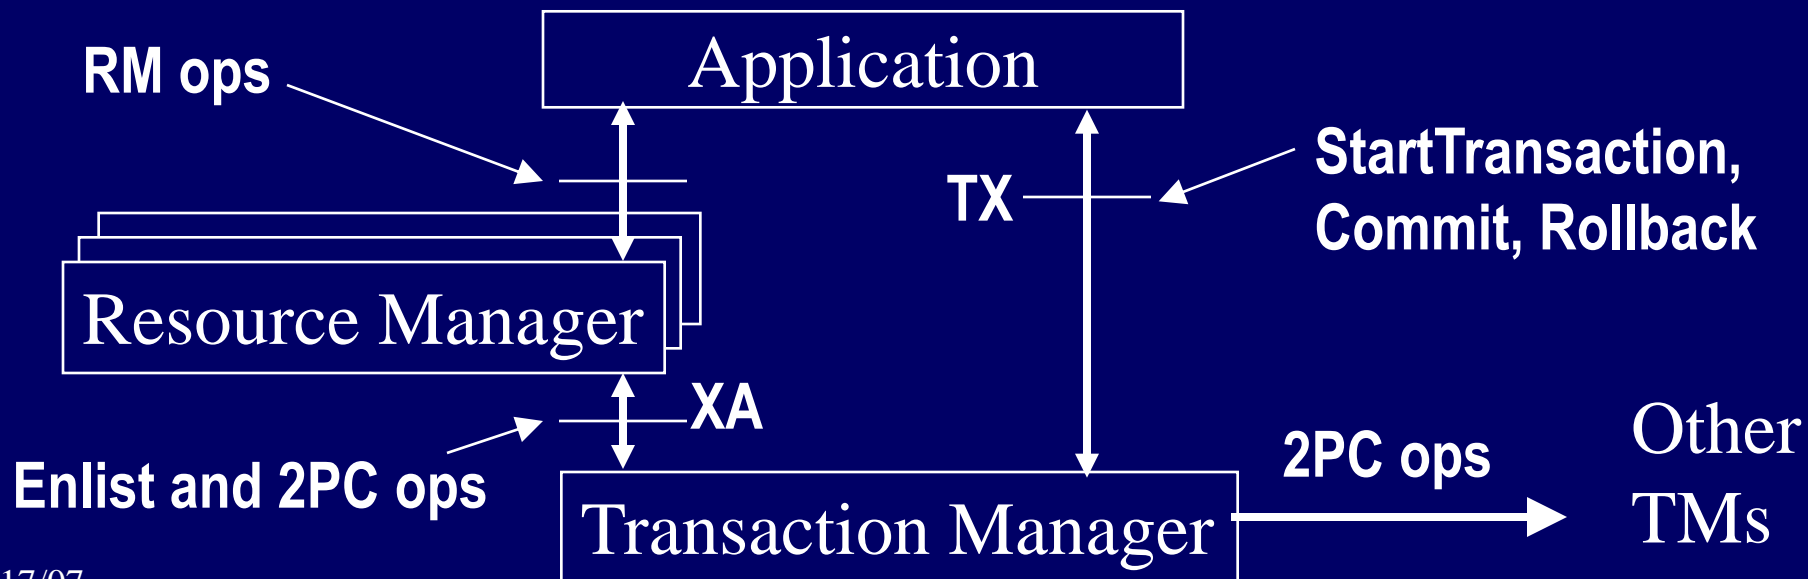 Application
RM ops
StartTransaction,
Commit, Rollback
TX
Resource Manager
XA
Enlist and 2PC ops
2PC ops
Other
TMs
Transaction Manager